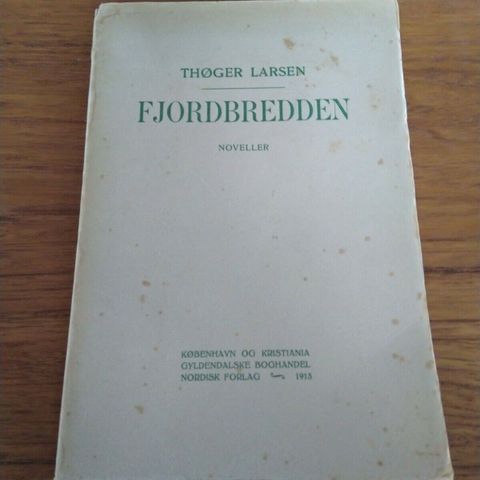 THØGER LARSEN
FJORDBREDDEN
NOVELLER
KØBENHAVN OG KRISTIANIA
GYLDENDALSKE BOGHANDEL
NORDISK FORLAG 1913